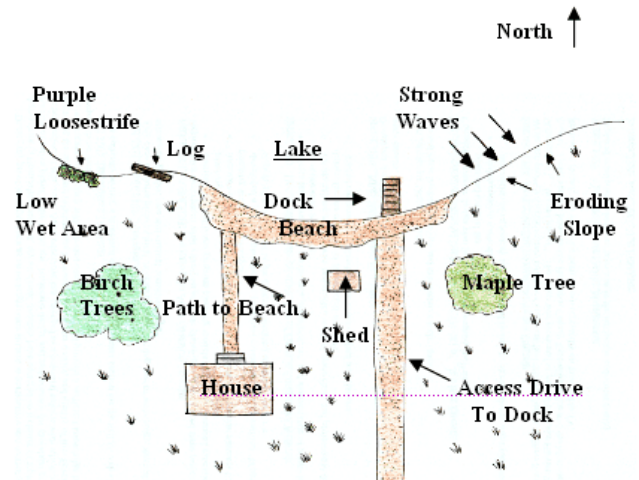 North
Purple
Loosestrife
Strong
Waves
Log
Lake
Low
Wet Area
Dock
Beach
Eroding
Slope
Birch
Trees
Path to Beach
Shed
Maple Tree
House
Access Drive
To Dock